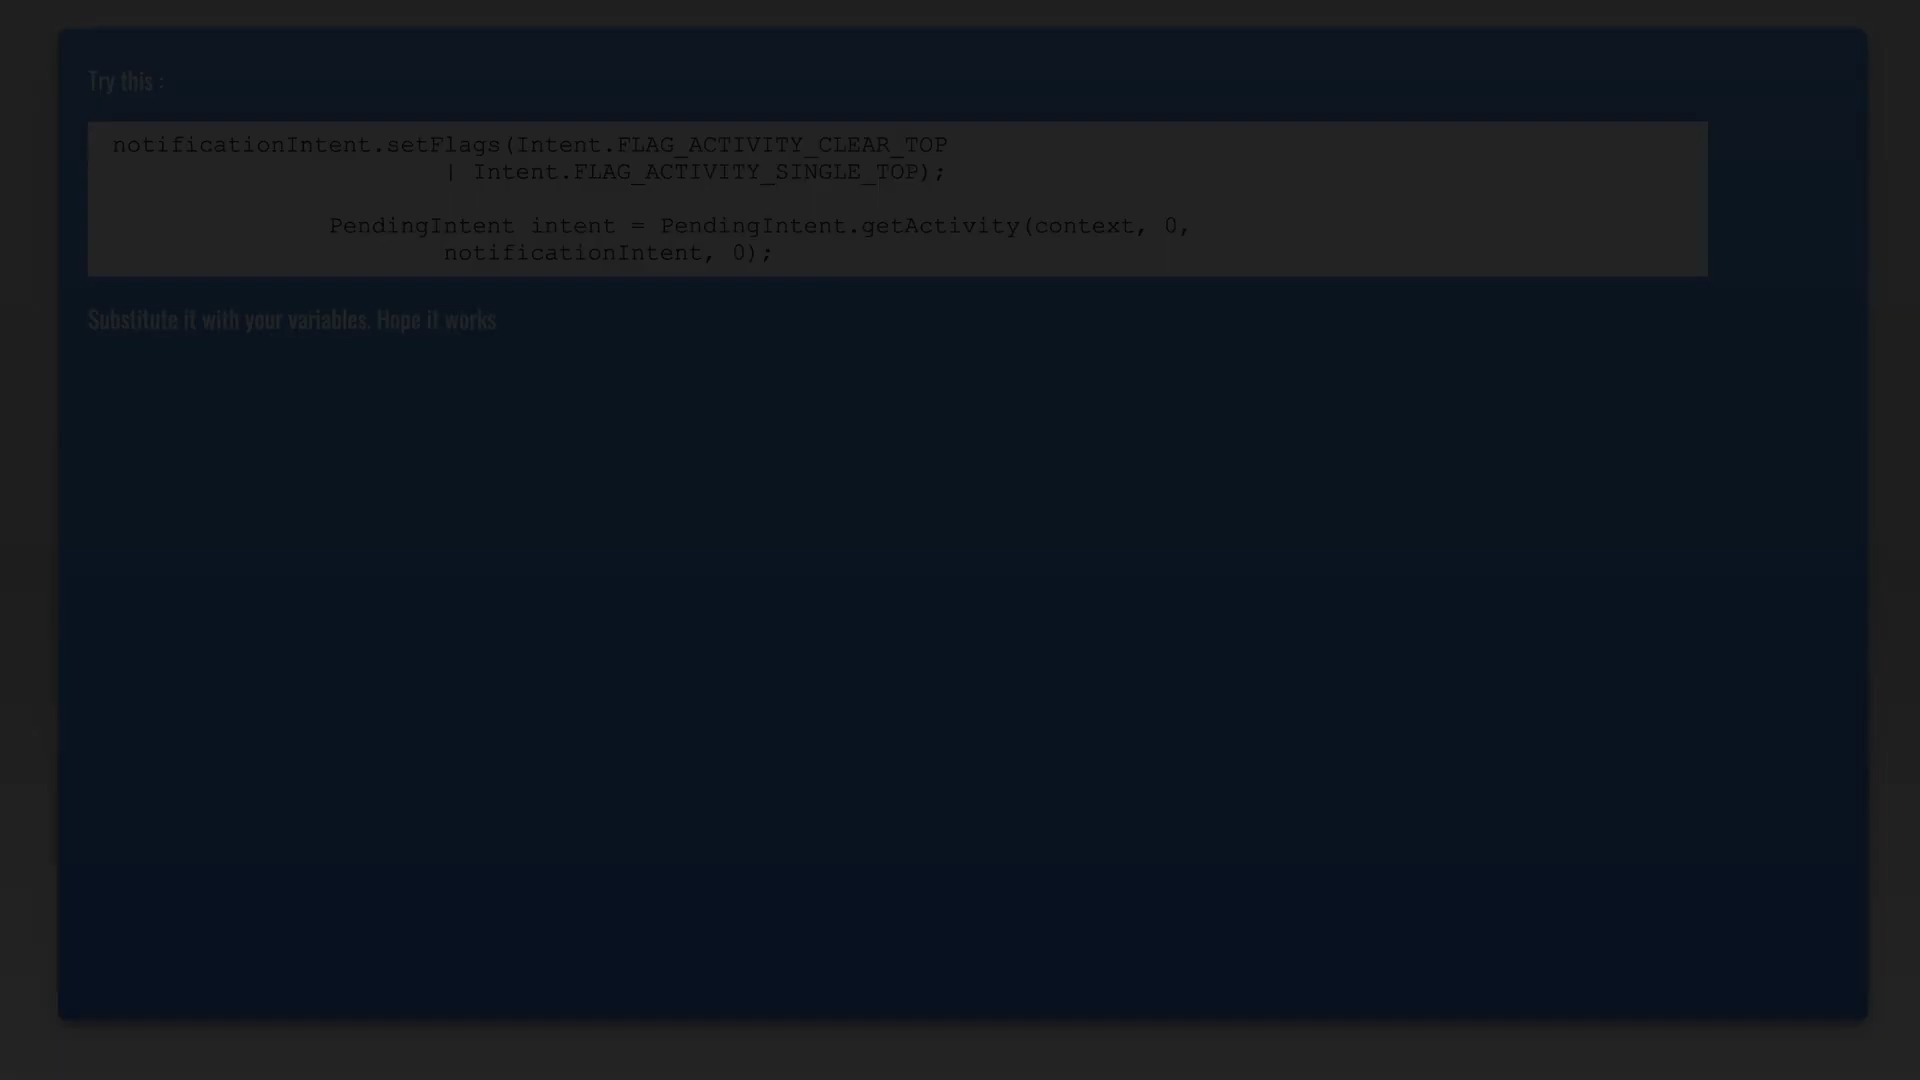 Try this :
notificationIntent.setFlags(Intent.FLAG_ACTIVITY_CLEAR_TOP
| Intent.FLAG_ACTIVITY_SINGLE_TOP);
PendingIntent intent = PendingIntent.getActivity(context, 0,
notificationIntent, 0);
Substitute it with your variables. Hope it works